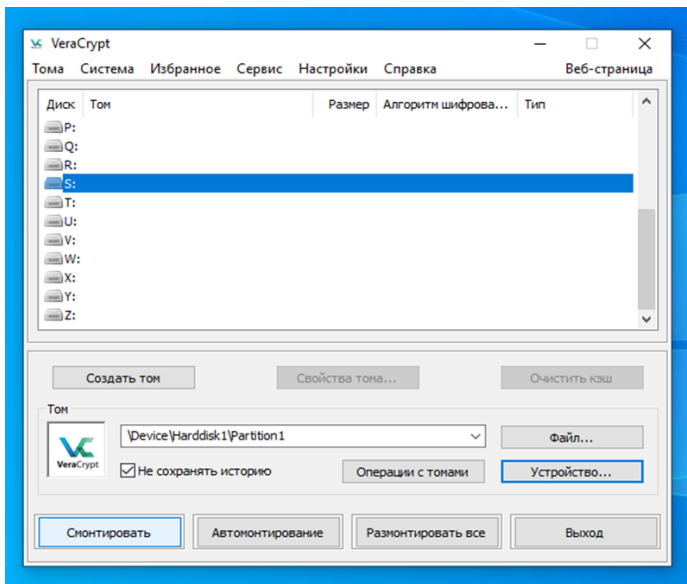 VeraCrypt
Тома Система Избранное Сервис Настройки Справка Веб-страница
Диск Том Размер Алгоритм шифрова... Тип
P:
Q:
R:
S:
T:
U:
V:
W:
X:
Y:
Z:
Создать том Свойства тома... Очистить кэш
Том
VeraCrypt
\Device\Harddisk1\Partition1 Файл...
Не сохранять историю Операции с томами Устройство...
Смонтировать Автомонтирование Размонтировать все Выход